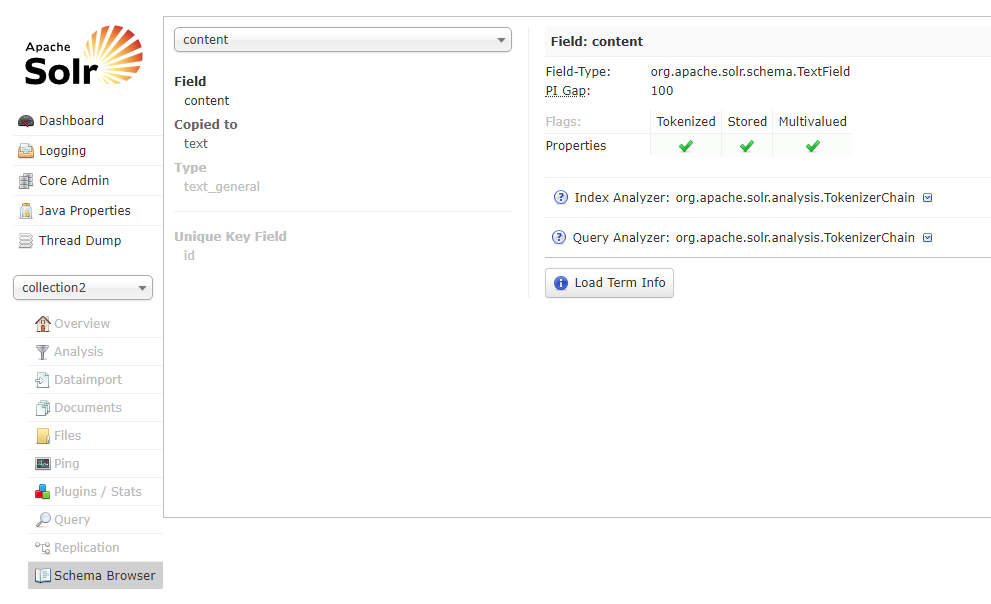 Apache
Solr
Dashboard
Logging
Core Admin
Java Properties
Thread Dump
collection2
Overview
Analysis
Dataimport
Documents
Files
Ping
Plugins / Stats
Query
Replication
Schema Browser
content
Field
content
Copied to
text
Type
text_general
Unique Key Field
id
Field: content
Field-Type: org.apache.solr.schema.TextField
PI Gap: 100
Flags: Tokenized Stored Multivalued
Properties
Index Analyzer: org.apache.solr.analysis.TokenizerChain
Query Analyzer: org.apache.solr.analysis.TokenizerChain
Load Term Info